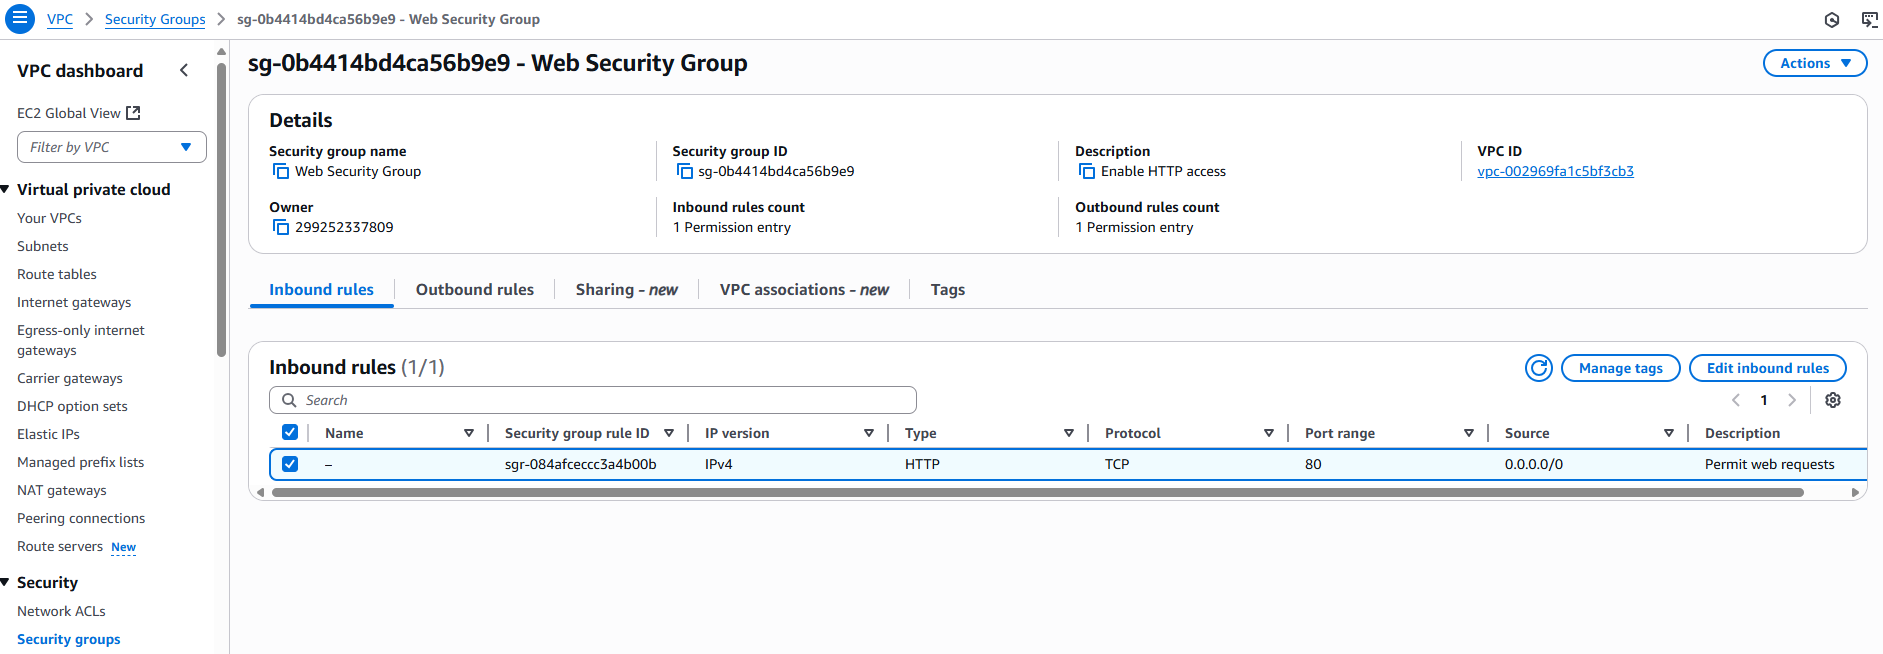 VPC > Security Groups > sg-0b4414bd4ca56b9e9 - Web Security Group
VPC dashboard
EC2 Global View
Filter by VPC
Virtual private cloud
Your VPCs
Subnets
Route tables
Internet gateways
Egress-only internet
gateways
Carrier gateways
DHCP option sets
Elastic IPs
Managed prefix lists
NAT gateways
Peering connections
Route servers New
Security
Network ACLs
Security groups
sg-0b4414bd4ca56b9e9 - Web Security Group
Actions
Details
Security group name
Web Security Group
Security group ID
sg-0b4414bd4ca56b9e9
Description
Enable HTTP access
VPC ID
vpc-002969fa1c5bf3cb3
Owner
299252337809
Inbound rules count
1 Permission entry
Outbound rules count
1 Permission entry
Inbound rules | Outbound rules | Sharing - new | VPC associations - new | Tags
Inbound rules (1/1)
Manage tags
Edit inbound rules
Search
1
Name | Security group rule ID | IP version | Type | Protocol | Port range | Source | Description
– sgr-084afceccc3a4b00b IPv4 HTTP TCP 80 0.0.0.0/0 Permit web requests